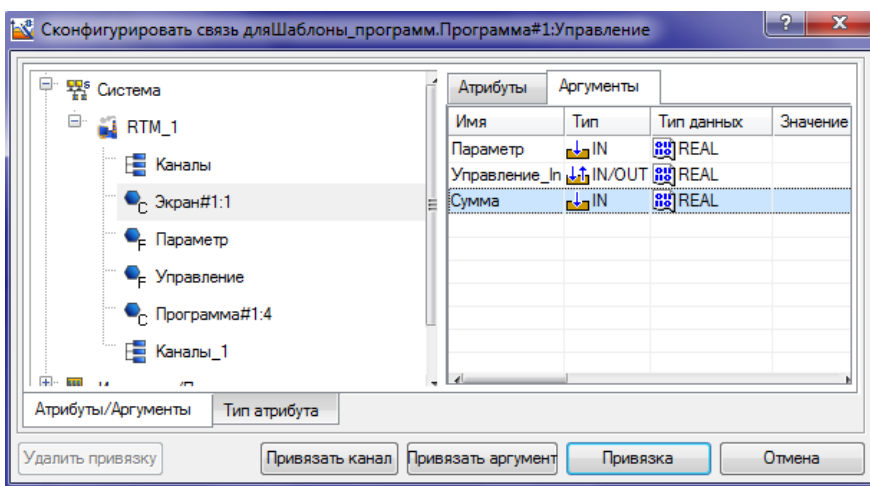 Сконфигурировать связь дляШаблоны_программ.Программа#1:Управление
Система
RTM_1
Каналы
Экран#1:1
Параметр
Управление
Программа#1:4
Каналы_1
Атрибуты Аргументы
Имя Тип Тип данных Значение
Параметр IN REAL
Управление_In IN/OUT REAL
Сумма IN REAL
Атрибуты/Аргументы Тип атрибута
Удалить привязку Привязать канал Привязать аргумент Привязка Отмена